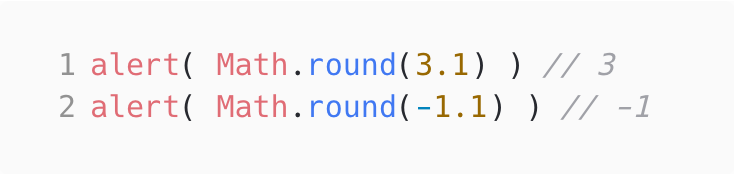 1 alert( Math.round(3.1) ) // 3
2 alert( Math.round(-1.1) ) // -1